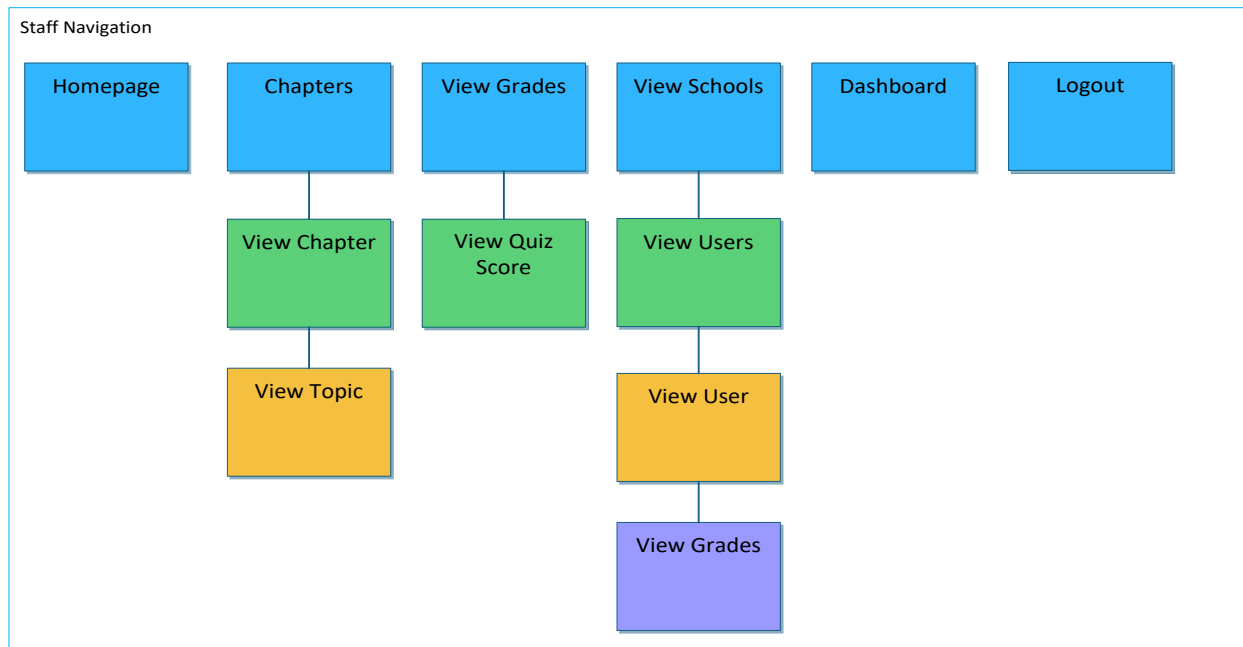 Staff Navigation
Homepage
Chapters
View Grades
View Schools
Dashboard
Logout
View Chapter
View Quiz
Score
View Users
View Topic
View User
View Grades